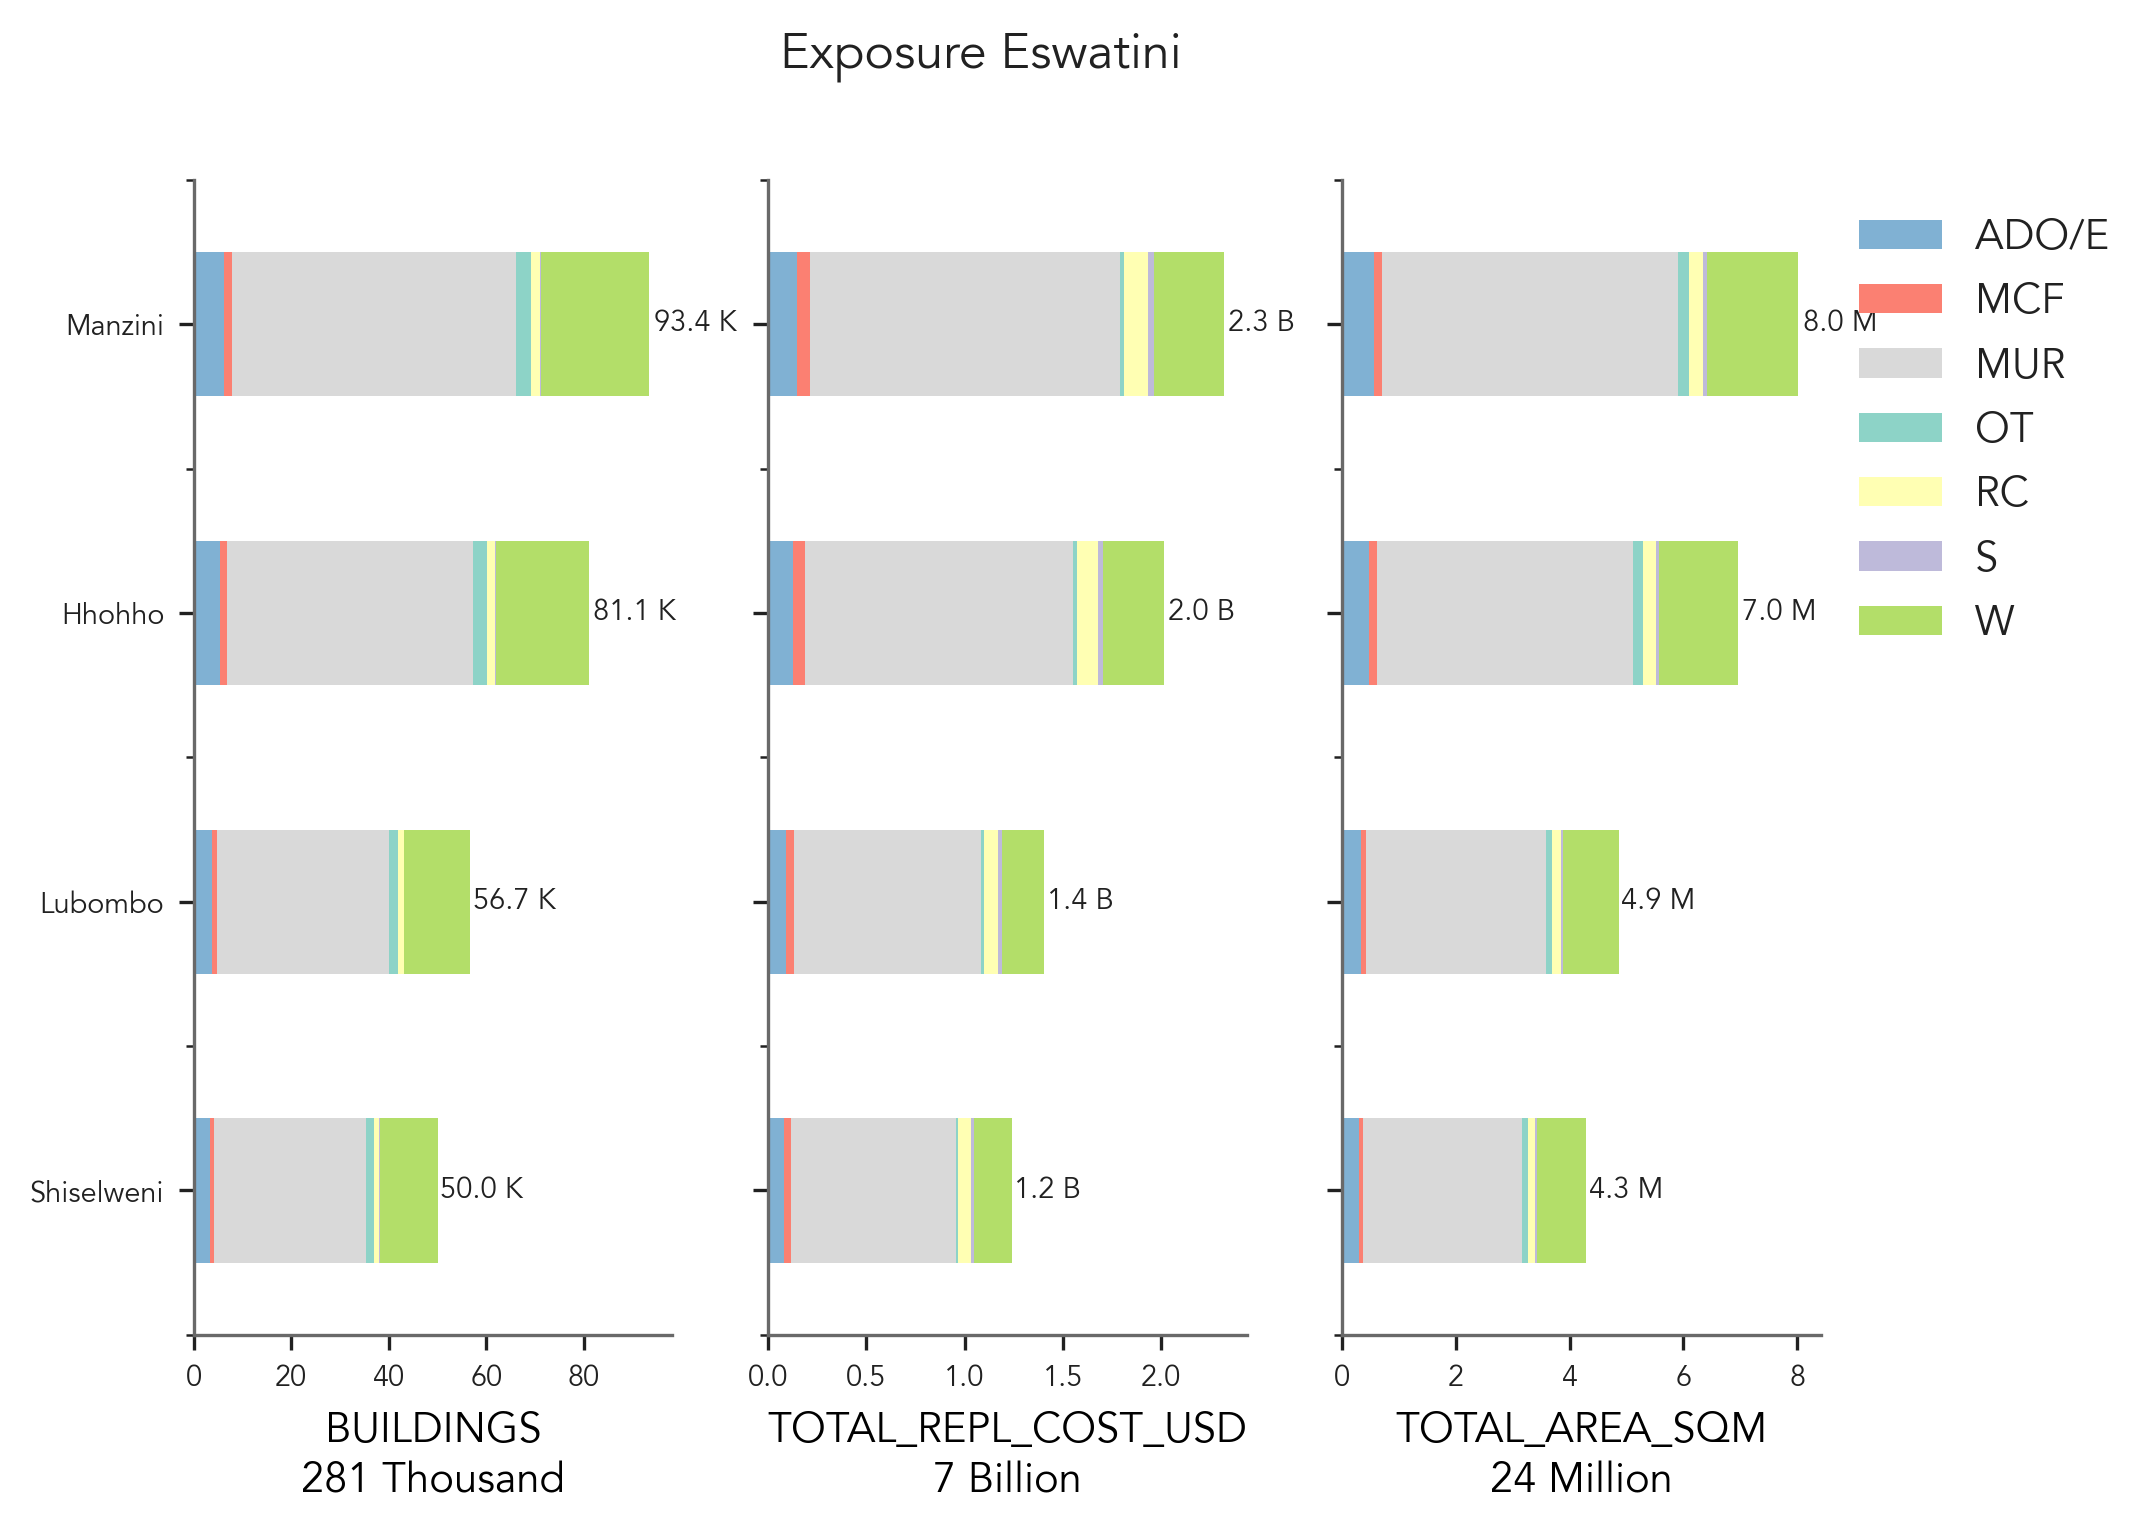 Exposure Eswatini
Manzini
Hhohho
Lubombo
Shiselweni
93.4 K
81.1 K
56.7 K
50.0 K
0 20 40 60 80
BUILDINGS
281 Thousand
2.3 B
2.0 B
1.4 B
1.2 B
0.0 0.5 1.0 1.5 2.0
TOTAL_REPL_COST_USD
7 Billion
8.0 M
7.0 M
4.9 M
4.3 M
0 2 4 6 8
TOTAL_AREA_SQM
24 Million
ADO/E
MCF
MUR
OT
RC
S
W